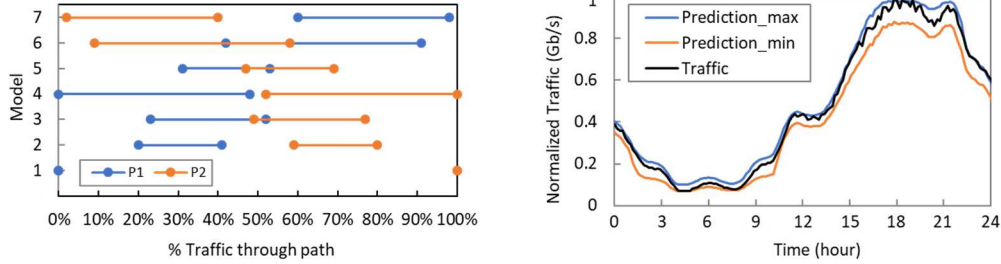 Model
7
6
5
4
3
2
1
P1 P2
0% 10% 20% 30% 40% 50% 60% 70% 80% 90% 100%
% Traffic through path
Normalized Traffic (Gb/s)
1
0.8
0.6
0.4
0.2
0
Prediction_max
Prediction_min
Traffic
0 3 6 9 12 15 18 21 24
Time (hour)